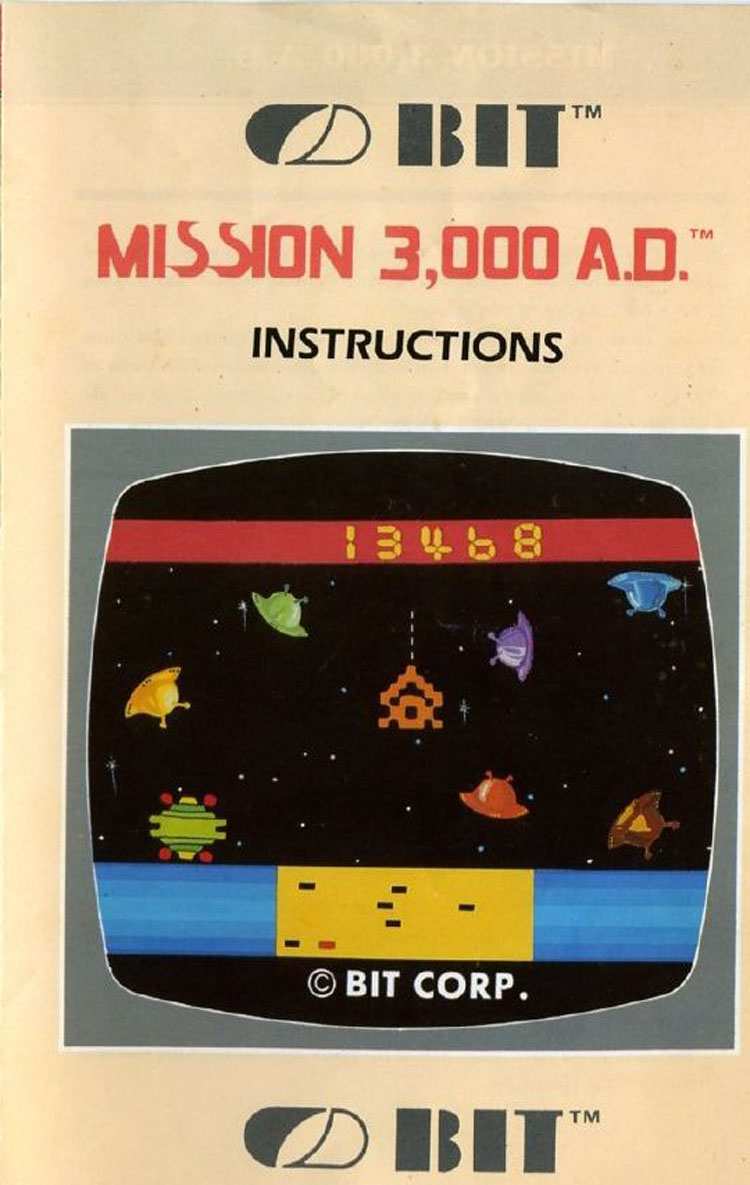 BIT™
MISSION 3,000 A.D.™
INSTRUCTIONS
13468
© BIT CORP.
BIT™